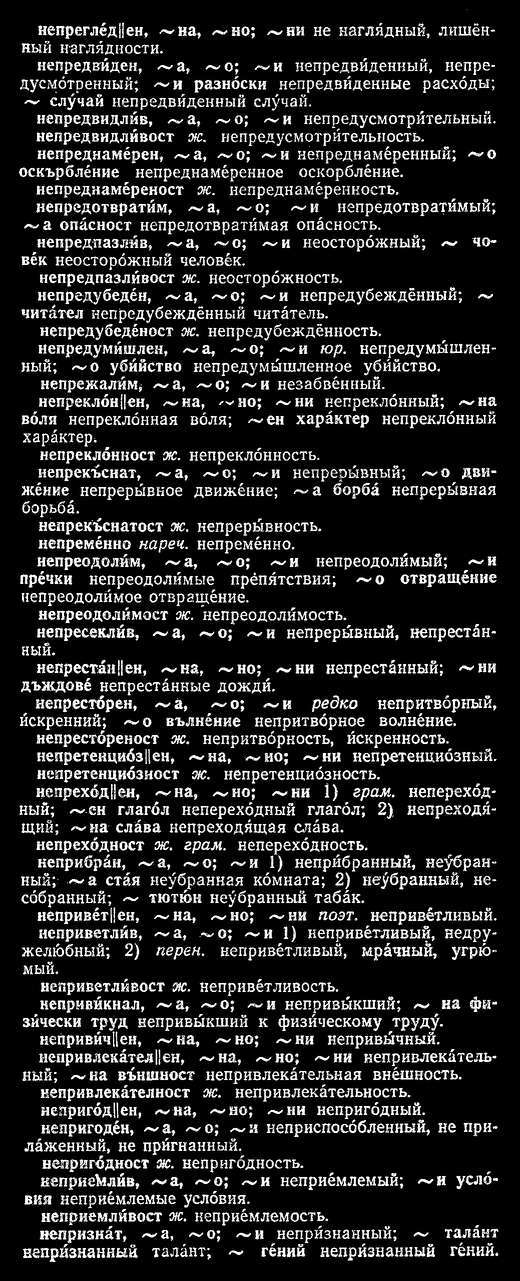 непреглéд||ен, ~на, ~но; ~ни не нагля́дный, лишён-
ный нагля́дности.
непредви́ден, ~а, ~о; ~и непредви́денный, непре-
дусмо́тренный; ~и разно́ски непредви́денные расхо́ды;
~ слу́чай непредви́денный слу́чай.
непредвидли́в, ~а, ~о; ~и непредусмотри́тельный.
непредвидли́вост ж. непредусмотри́тельность.
непреднаме́рен, ~а, ~о; ~и непреднаме́ренный; ~о
оскърбле́ние непреднаме́ренное оскорбле́ние.
непреднаме́реност ж. непреднаме́ренность.
непредотврати́м, ~а, ~о; ~и непредотврати́мый;
~а опа́сност непредотврати́мая опа́сность.
непредпазли́в, ~а, ~о; ~и неосторо́жный; ~ чо-
ве́к неосторо́жный челове́к.
непредпазли́вост ж. неосторо́жность.
непредубеде́н, ~а, ~о; ~и непредубеждённый; ~
чита́тел непредубеждённый чита́тель.
непредубеде́ност ж. непредубеждённость.
непредуми́шлен, ~а, ~о; ~и юр. непредумы́шлен-
ный; ~о уби́йство непредумы́шленное уби́йство.
непрежали́м, ~а, ~о; ~и незабве́нный.
непрекло́н||ен, ~на, ~но; ~ни непрекло́нный; ~на
во́ля непрекло́нная во́ля; ~ен хара́ктер непрекло́нный
хара́ктер.
непрекло́нност ж. непрекло́нность.
непреку̀снат, ~а, ~о; ~и непреры́вный; ~о дви-
же́ние непреры́вное движе́ние; ~а борба́ непреры́вная
борьба́.
непрекъ́снатост ж. непреры́вность.
непреме́нно нареч. непреме́нно.
непреодоли́м, ~а, ~о; ~и непреодоли́мый; ~и
пре́чки непреодоли́мые препя́тствия; ~о отвраще́ние
непреодоли́мое отвраще́ние.
непреодоли́мост ж. непреодоли́мость.
непресекли́в, ~а, ~о; ~и непреры́вный, непреста́н-
ный.
непреста́н||ен, ~на, ~но; ~ни непреста́нный; ~ни
дъждове́ непреста́нные дожди́.
непресто́рен, ~а, ~о; ~и редко непритво́рный,
и́скренний; ~о вълне́ние непритво́рное волне́ние.
непресто́реност ж. непритво́рность, и́скренность.
непретенцио́з||ен, ~на, ~но; ~ни непретенцио́зный.
непретенцио́зност ж. непретенцио́зность.
непрехо́д||ен, ~на, ~но; ~ни 1) грам. неперехо́д-
ный; ~ен глаго́л неперехо́дный глаго́л; 2) непреходя́-
щий; ~на сла́ва непреходя́щая сла́ва.
непрехо́дност ж. грам. неперехо́дность.
неприбра́н, ~а, ~о; ~и 1) неприбранный, неу́бран-
ный; ~а ста́я неу́бранная ко́мната; 2) неу́бранный, не-
со́бранный; ~ тютю́н неу́бранный таба́к.
неприве́т||ен, ~на, ~но; ~ни поэт. неприве́тливый.
неприветли́в, ~а, ~о; ~и 1) неприве́тливый, недру-
желю́бный; 2) перен. неприве́тливый, мра́чный, угрю́-
мый.
неприветли́вост ж. неприве́тливость.
непривикнал, ~а, ~о; ~и непривы́кший; ~ на фи-
зи́чески труд непривы́кший к физи́ческому труду́.
непривич||ен, ~на, ~но; ~ни непривы́чный.
непривлека́тел||ен, ~на, ~но; ~ни непривлека́тель-
ный; ~на въ́ншност непривлека́тельная вне́шность.
непривлека́телност ж. непривлека́тельность.
неприго́д||ен, ~на, ~но; ~ни неприго́дный.
непригоде́н, ~а, ~о; ~и неприспосо́бленный, не при-
ла́женный, не при́гнанный.
неприго́дност ж. неприго́дность.
неприемли́в, ~а, ~о; ~и неприе́млемый; ~и усло́-
вия неприе́млемые усло́вия.
неприемли́вост ж. неприе́млемость.
непризна́т, ~а, ~о; ~и непри́знанный; ~ тала́нт
непри́знанный тала́нт; ~ ге́ний непри́знанный ге́ний.